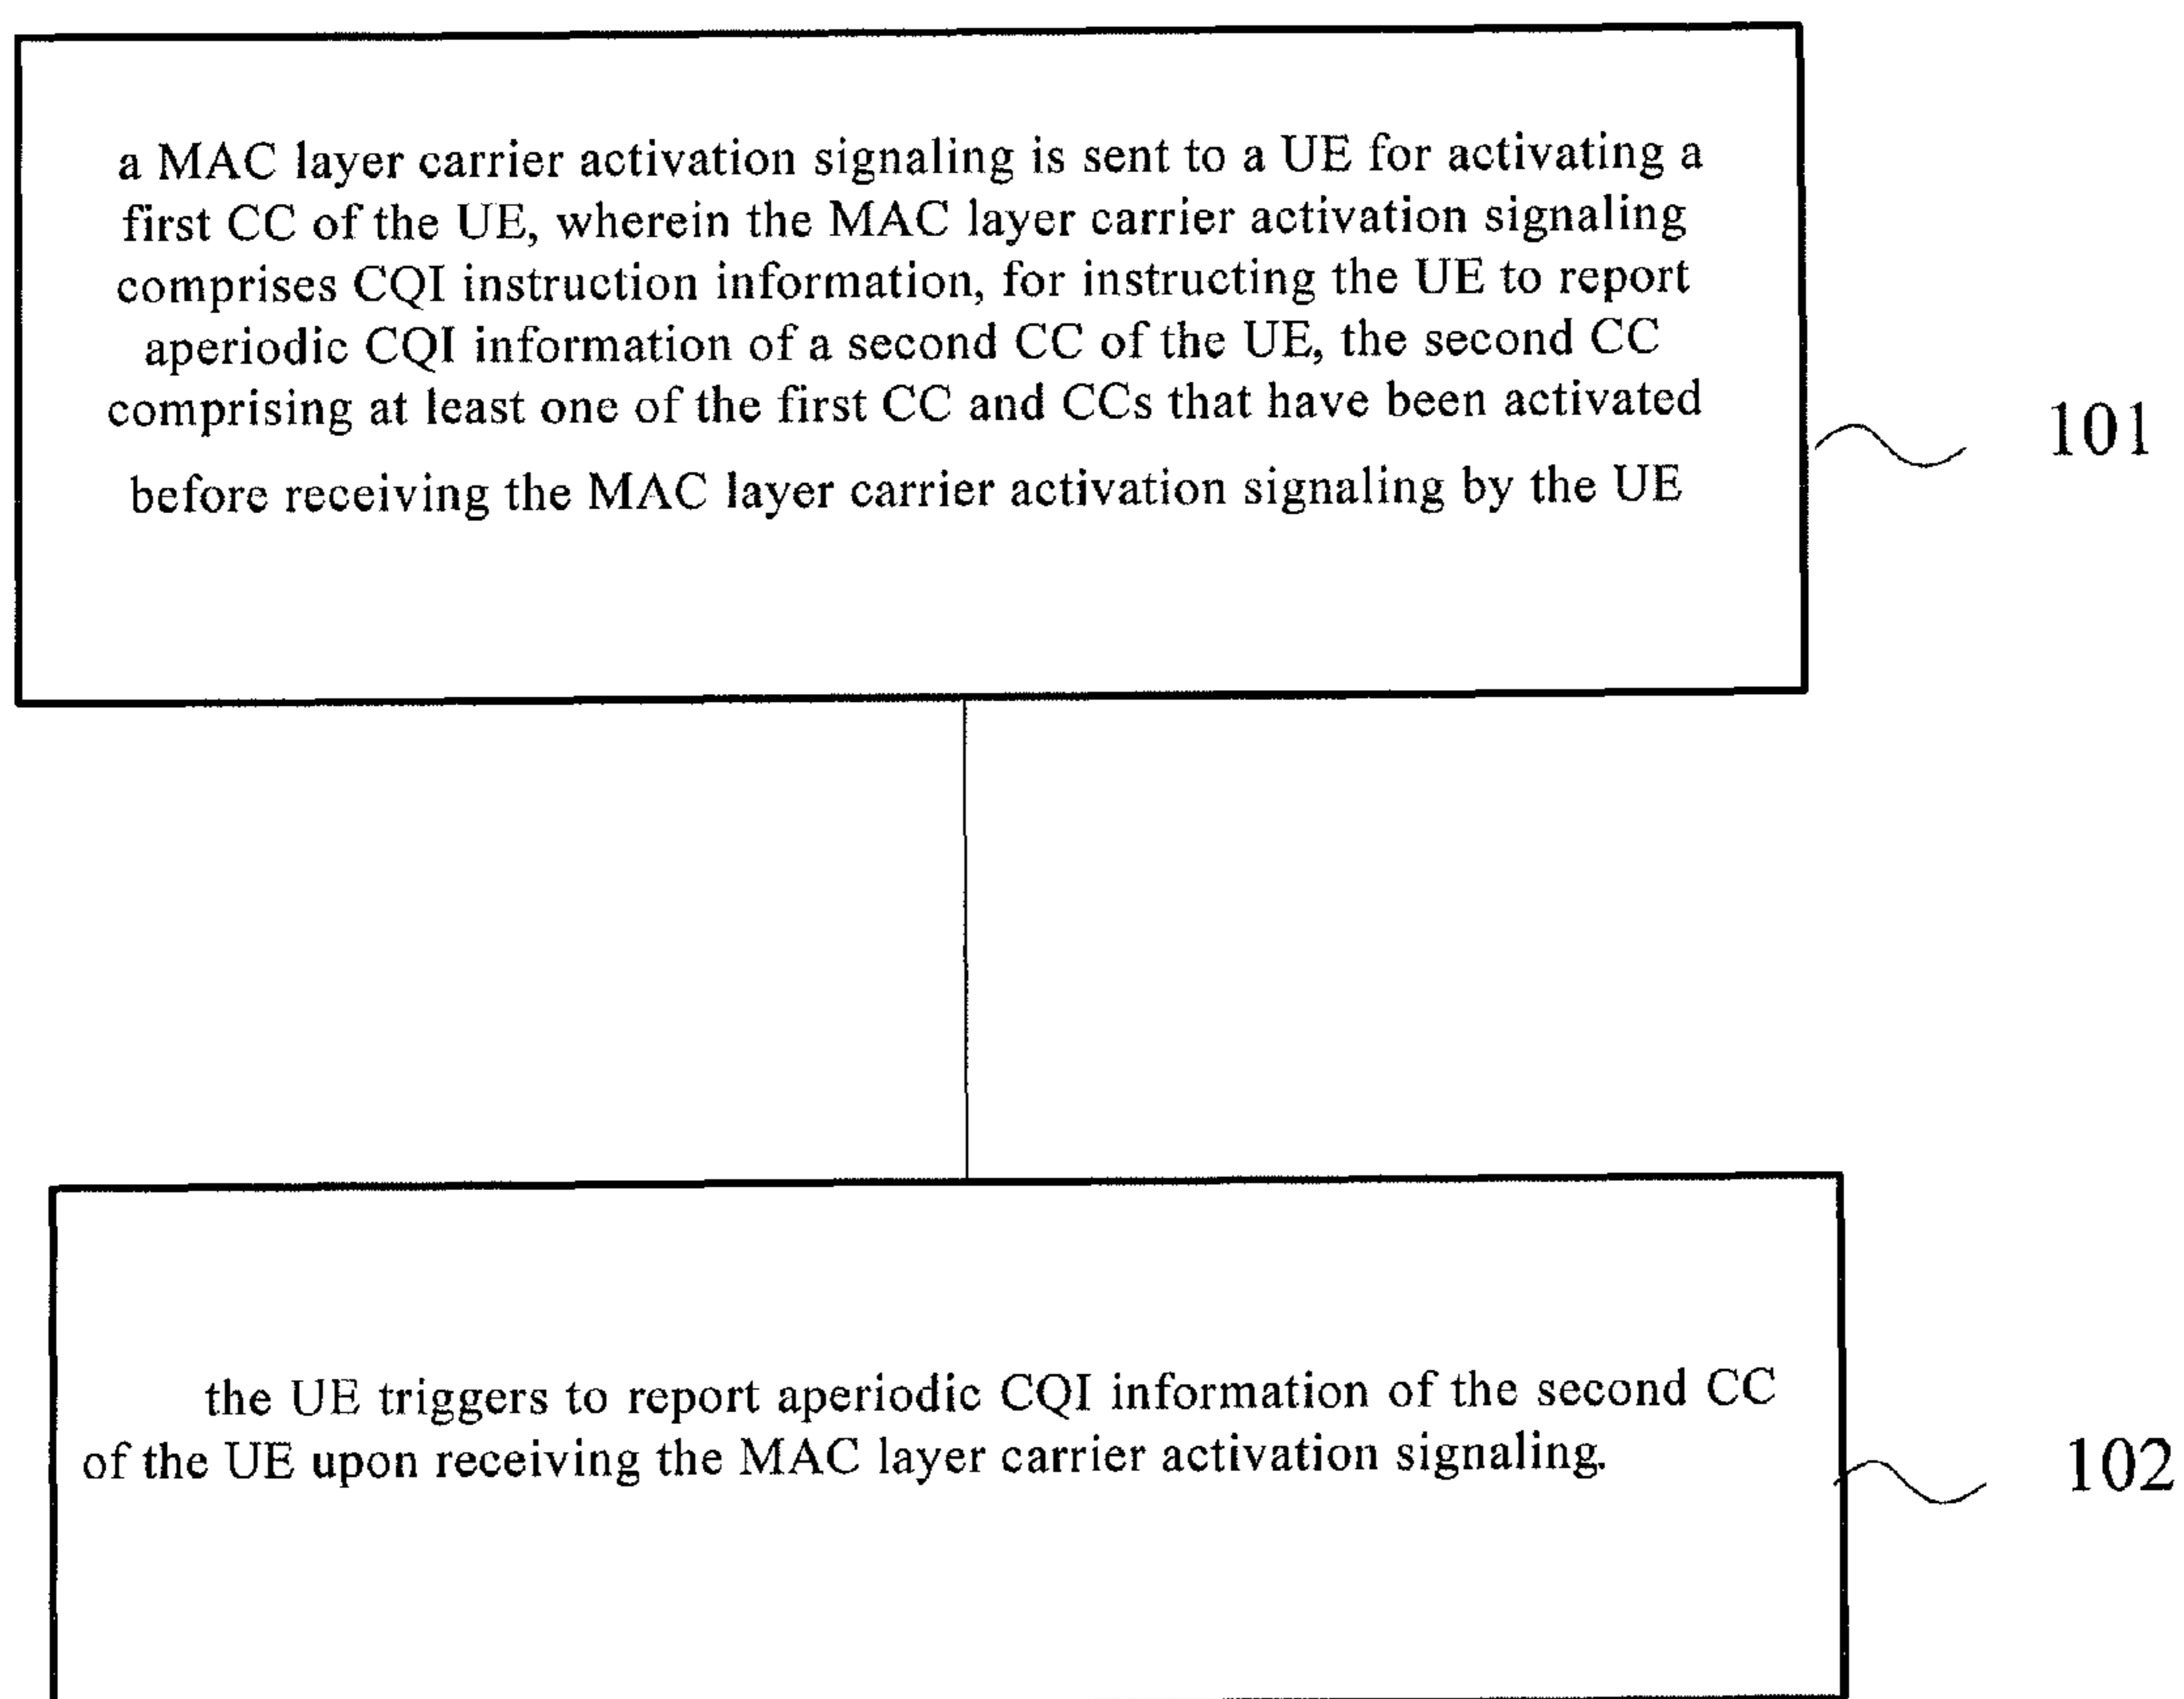 a MAC layer carrier activation signaling is sent to a UE for activating a
first CC of the UE, wherein the MAC layer carrier activation signaling
comprises CQI instruction information, for instructing the UE to report
aperiodic CQI information of a second CC of the UE, the second CC
comprising at least one of the first CC and CCs that have been activated
before receiving the MAC layer carrier activation signaling by the UE
101
the UE triggers to report aperiodic CQI information of the second CC
of the UE upon receiving the MAC layer carrier activation signaling.
102